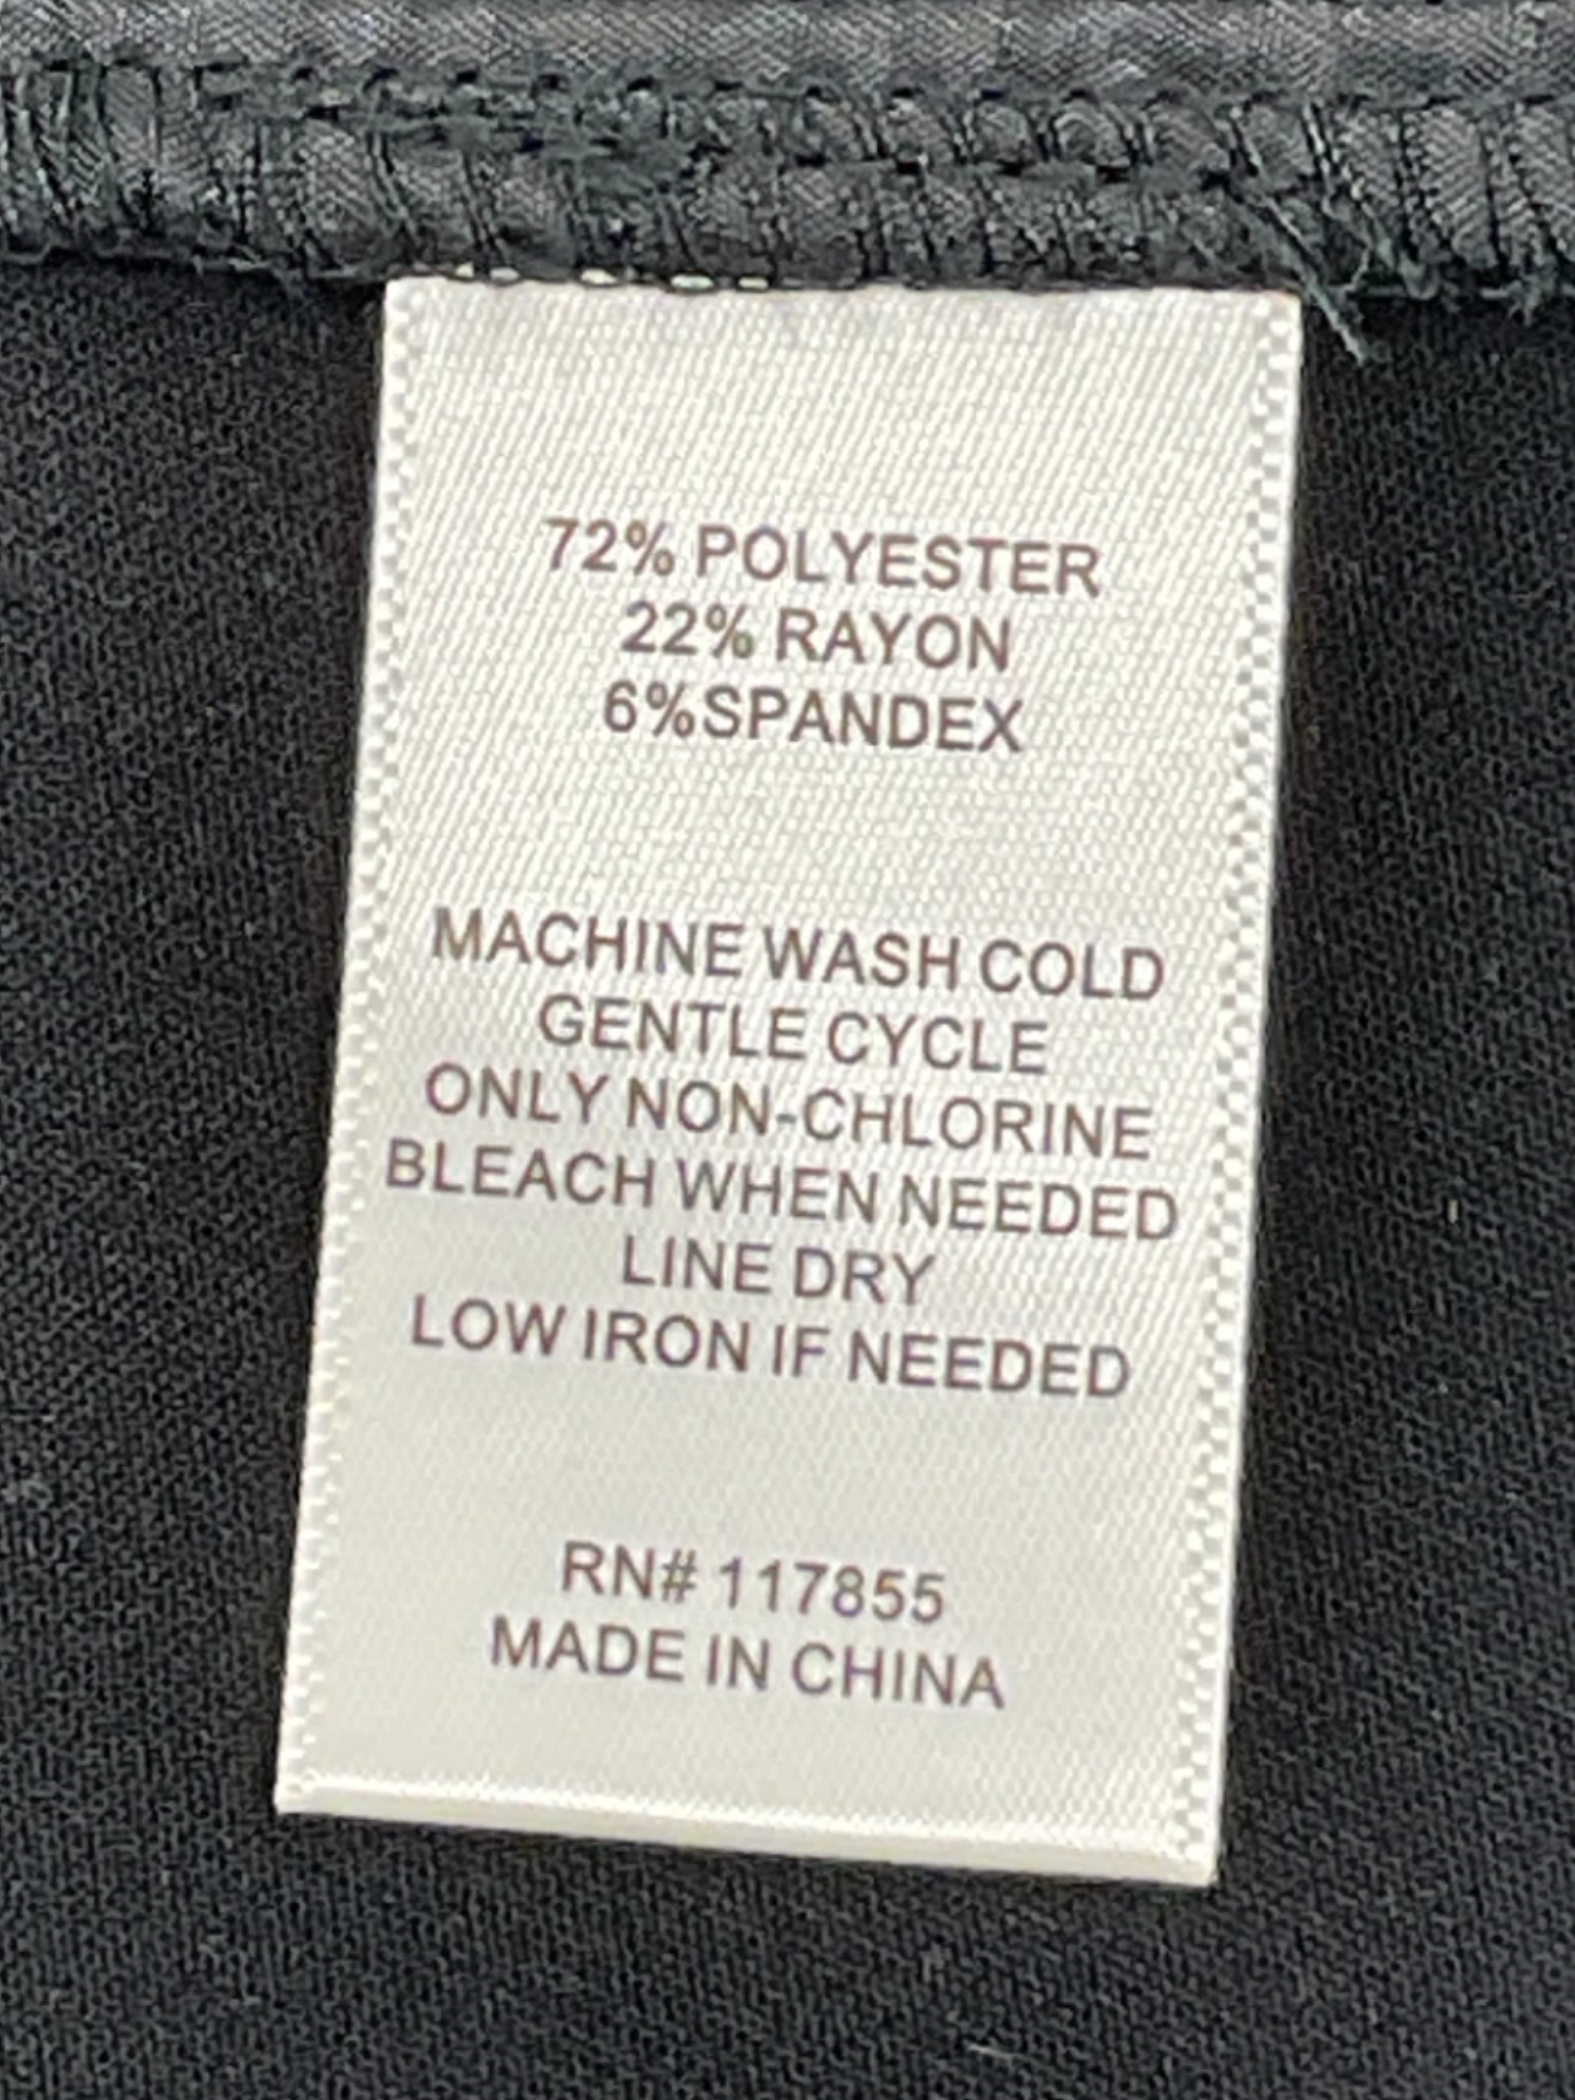 72% POLYESTER
22% RAYON
6%SPANDEX
MACHINE WASH COLD
GENTLE CYCLE
ONLY NON-CHLORINE
BLEACH WHEN NEEDED
LINE DRY
LOW IRON IF NEEDED
RN# 117855
MADE IN CHINA